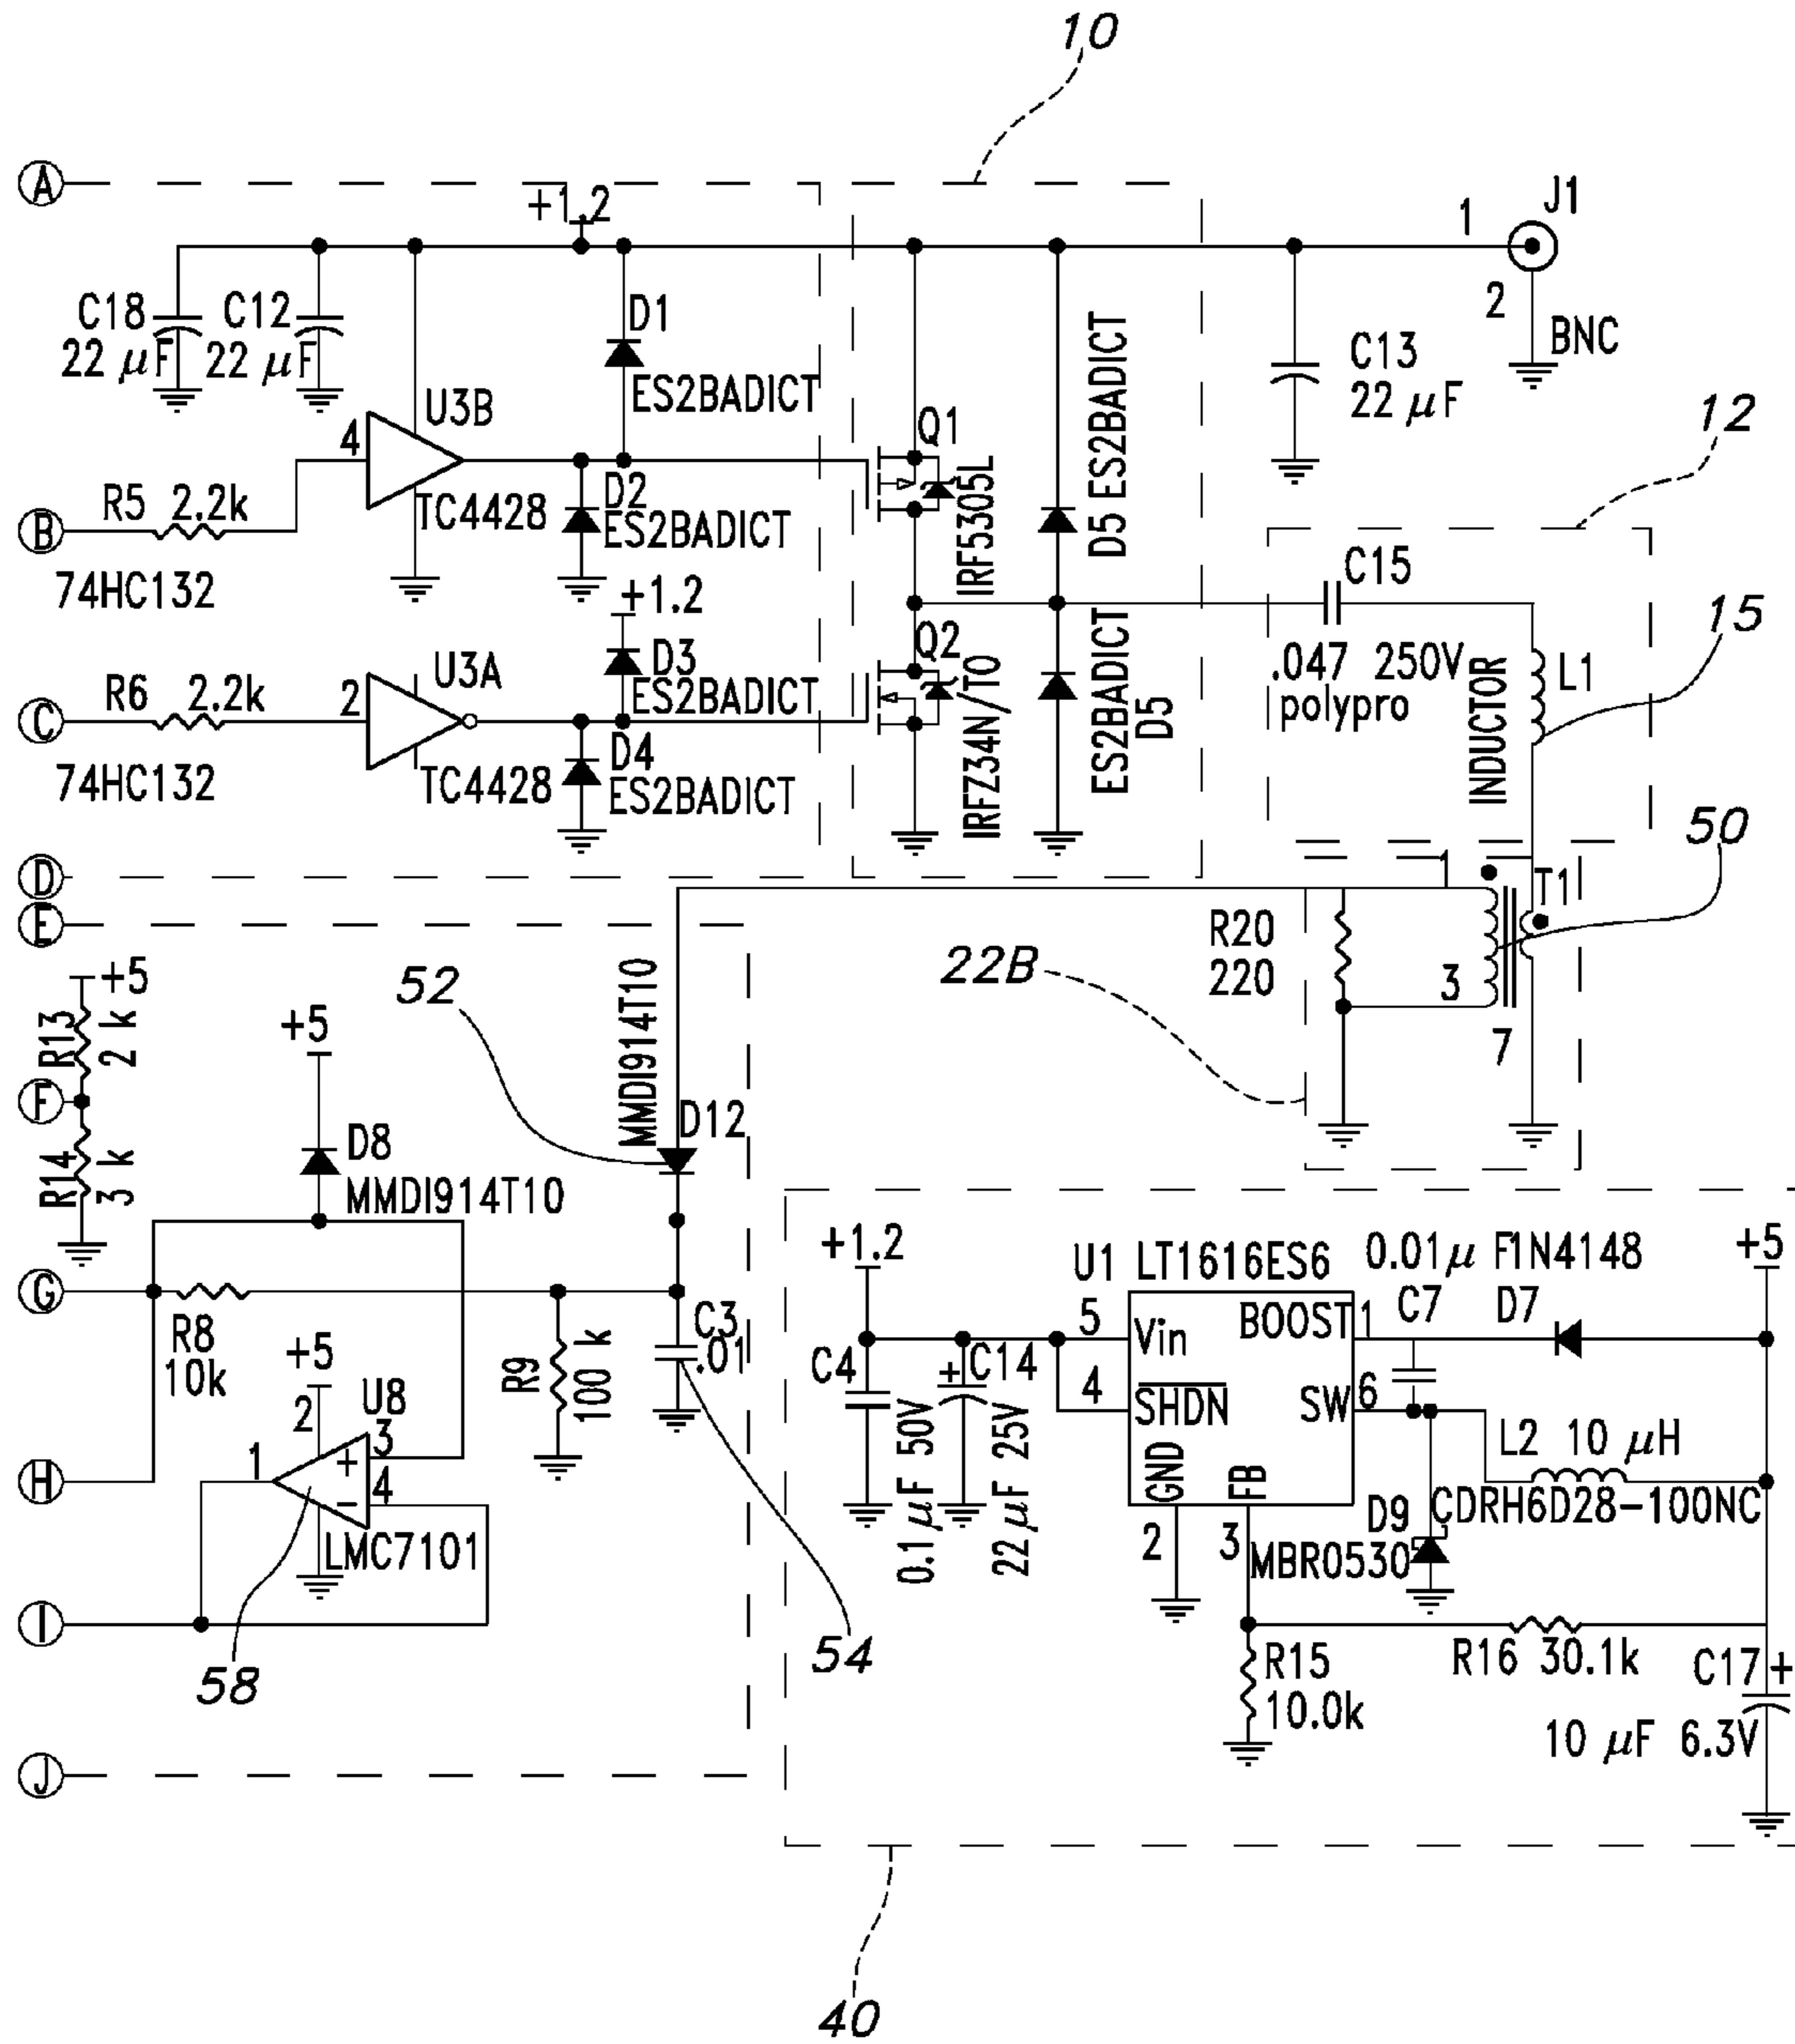 10
A
+1.2
1
J1
2
BNC
C18
22 μF
C12
22 μF
D1
ES2BADICT
U3B
4
TC4428
D2
ES2BADICT
Q1
IRF5305L
D5 ES2BADICT
C13
22 μF
12
B
R5 2.2k
74HC132
+1.2
C15
.047 250V
polypro
INDUCTOR
L1
15
C
R6 2.2k
74HC132
2
U3A
TC4428
D3
ES2BADICT
D4
ES2BADICT
Q2
IRFZ34N/TO
ES2BADICT
D5
50
D
E
1
T1
R20
220
3
7
22B
52
MMDI914T10
D12
+5
R13
2 k
F
R14
3 k
+5
D8
MMDI914T10
G
R8
10k
R9
100 k
C3
.01
+5
2
U8
3
+
1
4
−
LMC7101
H
I
58
54
J
+1.2
U1 LT1616ES6
0.01μ F1N4148
+5
C7
D7
5
Vin
BOOST
1
4
SHDN
SW
6
C4
0.1 μF 50V
+
C14
22 μF 25V
GND
FB
2
3
L2 10 μH
CDRH6D28-100NC
D9
MBR0530
R15
10.0k
R16 30.1k
C17
+
10 μF 6.3V
40